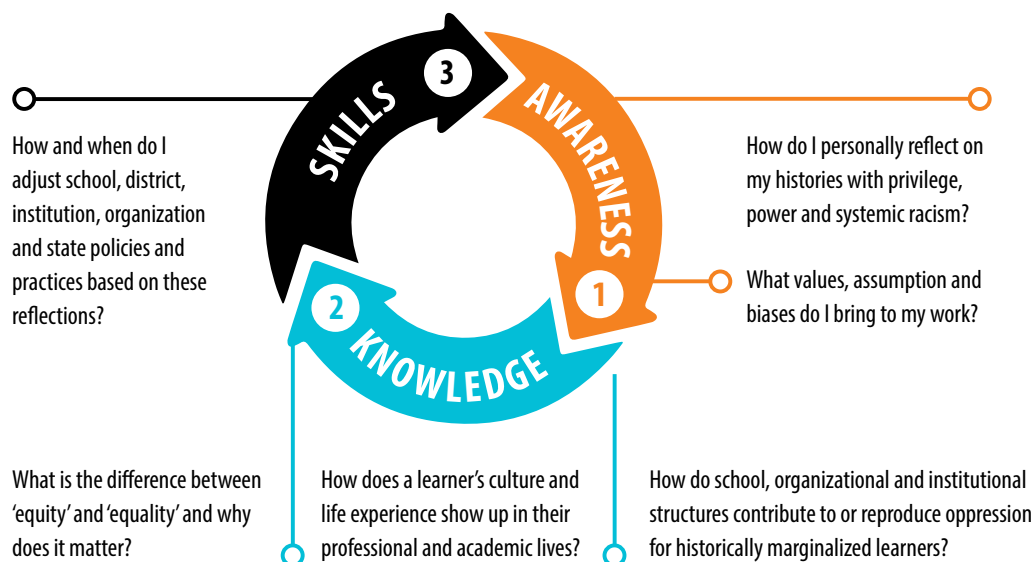 SKILLS
3
AWARENESS
1
2
KNOWLEDGE
How and when do I
adjust school, district,
institution, organization
and state policies and
practices based on these
reflections?
How do I personally reflect on
my histories with privilege,
power and systemic racism?
What values, assumption and
biases do I bring to my work?
What is the difference between
‘equity’ and ‘equality’ and why
does it matter?
How does a learner’s culture and
life experience show up in their
professional and academic lives?
How do school, organizational and institutional
structures contribute to or reproduce oppression
for historically marginalized learners?